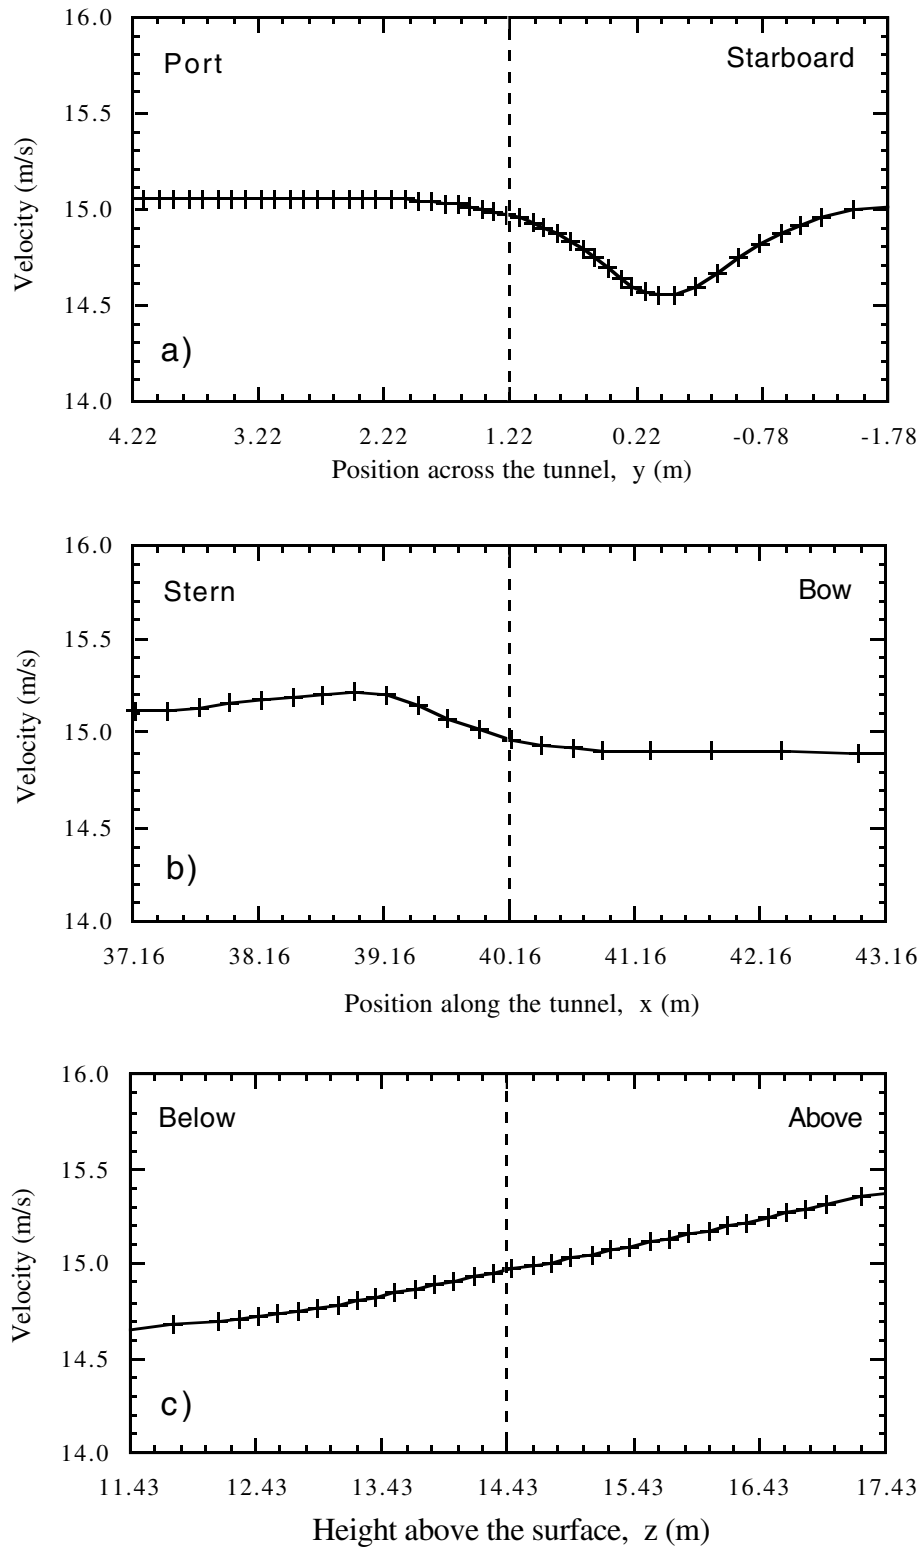 16.0
Port
Starboard
15.5
Velocity (m/s)
15.0
14.5
a)
14.0
4.22 3.22 2.22 1.22 0.22 -0.78 -1.78
Position across the tunnel, y (m)
16.0
Stern
Bow
15.5
Velocity (m/s)
15.0
14.5
b)
14.0
37.16 38.16 39.16 40.16 41.16 42.16 43.16
Position along the tunnel, x (m)
16.0
Below
Above
15.5
Velocity (m/s)
15.0
14.5
c)
14.0
11.43 12.43 13.43 14.43 15.43 16.43 17.43
Height above the surface, z (m)